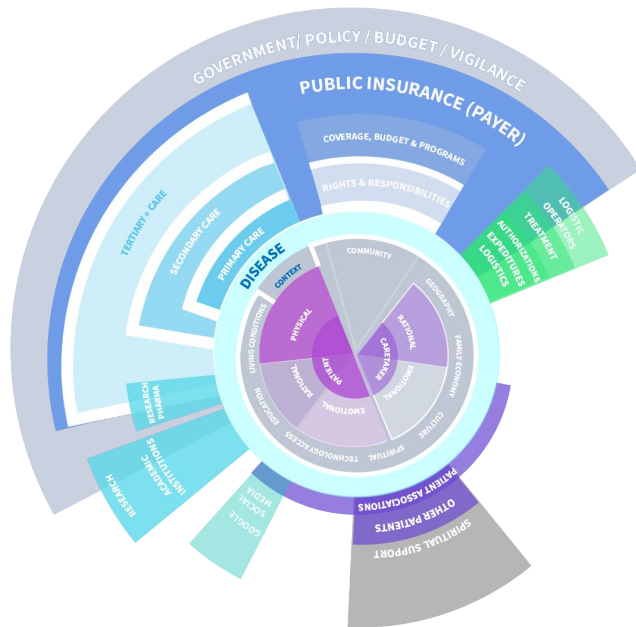 GOVERNMENT/ POLICY / BUDGET / VIGILANCE
PUBLIC INSURANCE (PAYER)
COVERAGE, BUDGET & PROGRAMS
RIGHTS & RESPONSIBILITIES
TERTIARY + CARE
SECONDARY CARE
PRIMARY CARE
DISEASE
CONTEXT
COMMUNITY
GEOGRAPHY
FAMILY ECONOMY
CULTURE
SPIRITUAL
TECHNOLOGY ACCESS
EDUCATION
LIVING CONDITIONS
PHYSICAL
RATIONAL
EMOTIONAL
PATIENT
CARETAKER
RATIONAL
EMOTIONAL
LOGISTIC
OPERATORS
TREATMENT
AUTHORIZATIONS
EXPEDITURES
LOGISTICS
RESEARCH
PHARMA
RESEARCH
ACADEMIC
INSTITUTIONS
GOOGLE
SOCIAL
MEDIA
PATIENT ASSOCIATIONS
OTHER PATIENTS
SPIRITUAL SUPPORT